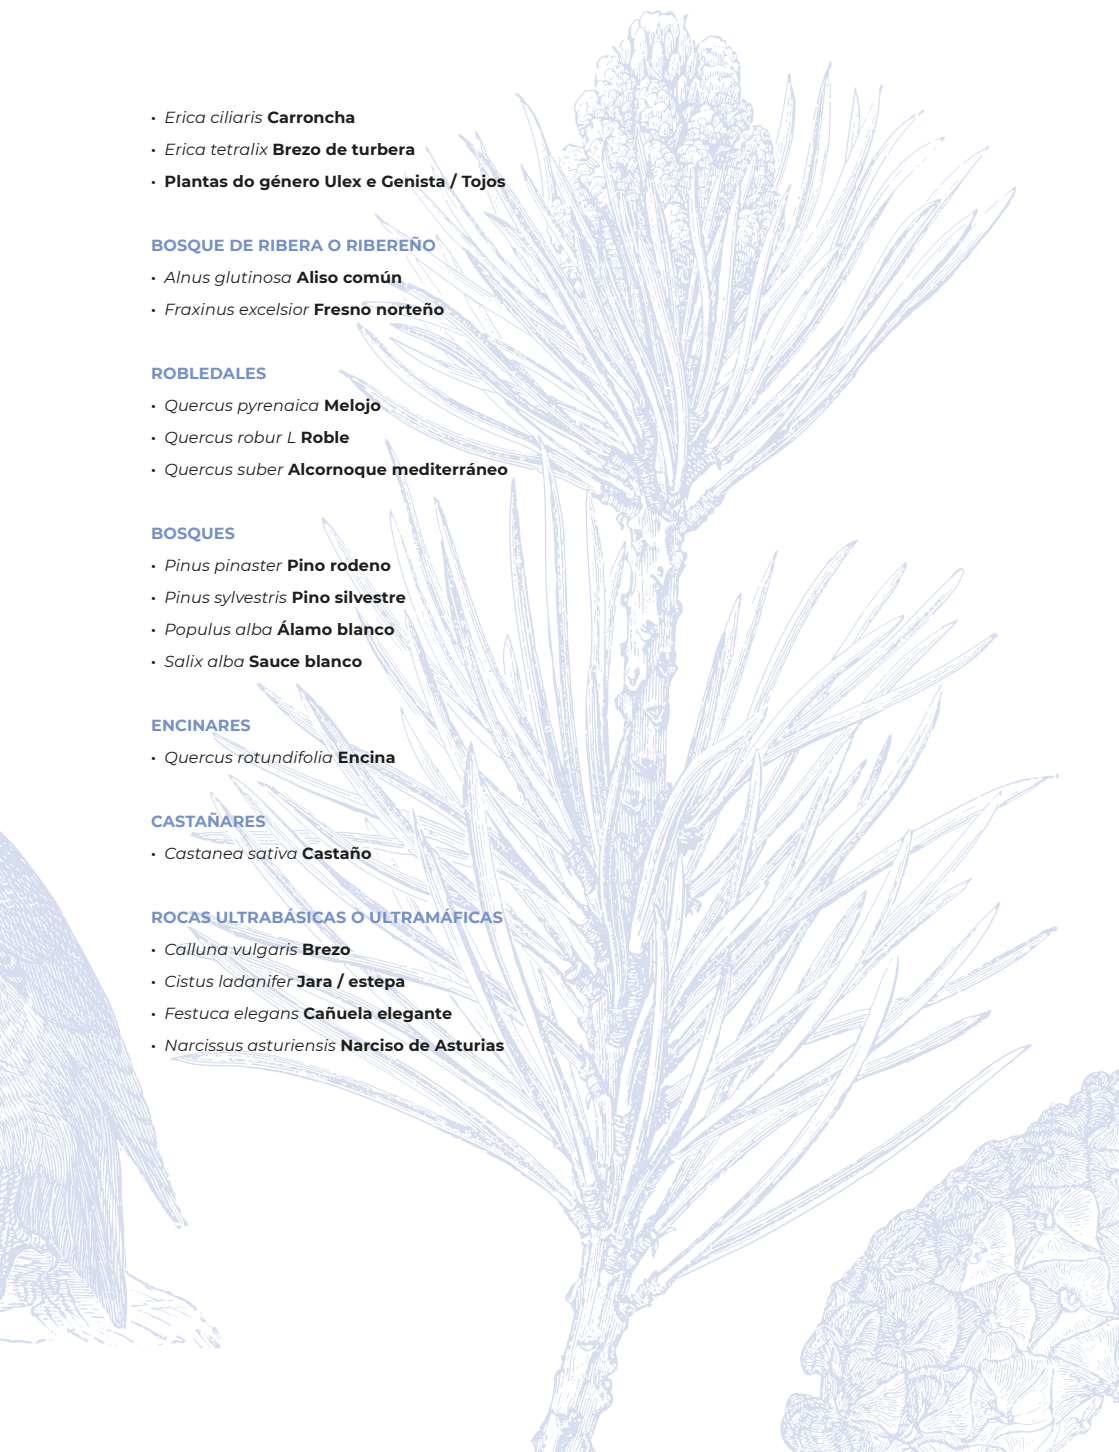 • Erica ciliaris Carroncha
• Erica tetralix Brezo de turbera
• Plantas do género Ulex e Genista / Tojos
BOSQUE DE RIBERA O RIBEREÑO
• Alnus glutinosa Aliso común
• Fraxinus excelsior Fresno norteño
ROBLEDALES
• Quercus pyrenaica Melojo
• Quercus robur L Roble
• Quercus suber Alcornoque mediterráneo
BOSQUES
• Pinus pinaster Pino rodeno
• Pinus sylvestris Pino silvestre
• Populus alba Álamo blanco
• Salix alba Sauce blanco
ENCINARES
• Quercus rotundifolia Encina
CASTAÑARES
• Castanea sativa Castaño
ROCAS ULTRABÁSICAS O ULTRAMÁFICAS
• Calluna vulgaris Brezo
• Cistus ladanifer Jara / estepa
• Festuca elegans Cañuela elegante
• Narcissus asturiensis Narciso de Asturias